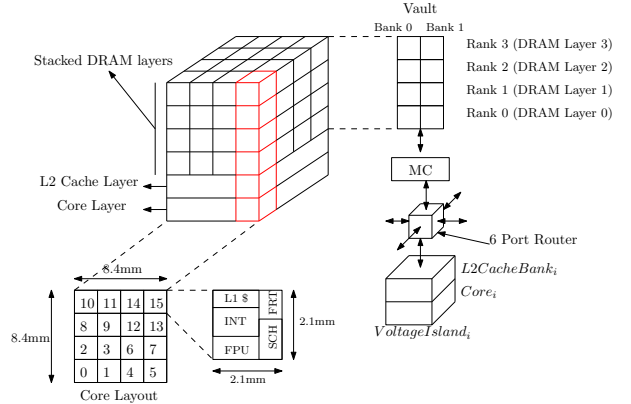 Vault
Bank 0 Bank 1
Rank 3 (DRAM Layer 3)
Rank 2 (DRAM Layer 2)
Rank 1 (DRAM Layer 1)
Rank 0 (DRAM Layer 0)
Stacked DRAM layers
L2 Cache Layer
Core Layer
MC
6 Port Router
L2CacheBank_i
Core_i
VoltageIsland_i
8.4mm
8.4mm
10 11 14 15
8 9 12 13
2 3 6 7
0 1 4 5
Core Layout
L1 $
FRT
INT
SCH
FPU
2.1mm
2.1mm